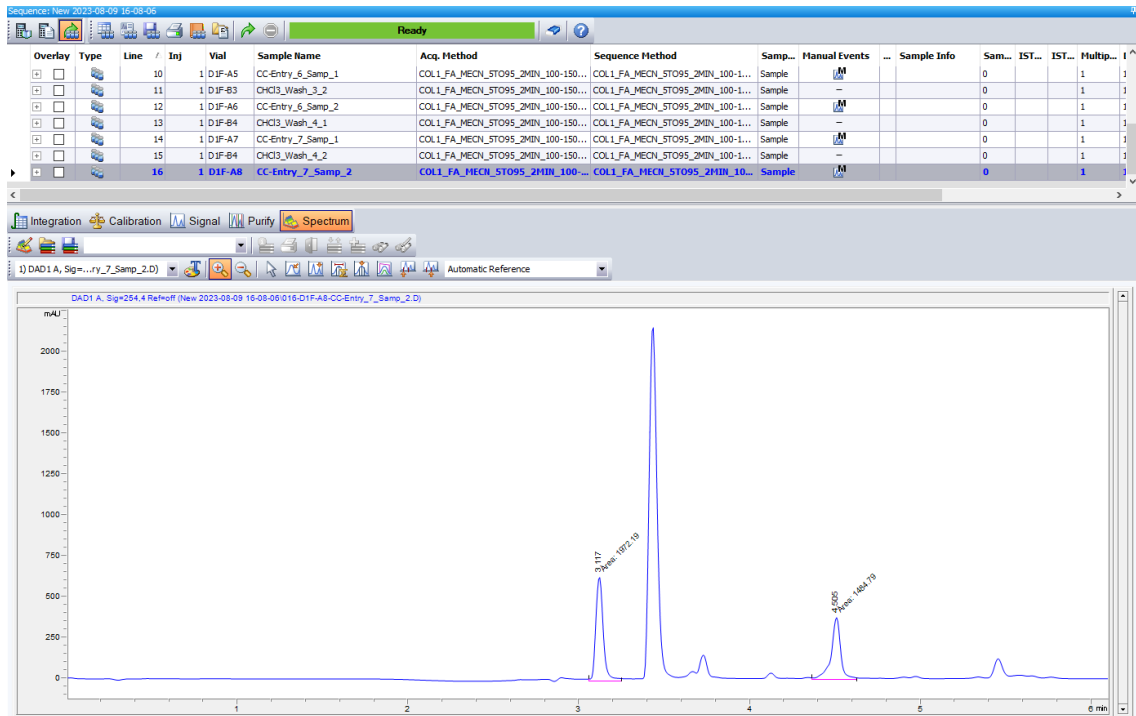 Sequence: New 2023-08-09 16-08-06
Ready
Overlay Type Line / Inj Vial Sample Name Acq. Method Sequence Method Samp... Manual Events ... Sample Info Sam... IST... IST... Multip...
10 1 D1F-A5 CC-Entry_6_Samp_1 COL1_FA_MECN_5TO95_2MIN_100-150... COL1_FA_MECN_5TO95_2MIN_100-1... Sample M 0 1
11 1 D1F-B3 CHCl3_Wash_3_2 COL1_FA_MECN_5TO95_2MIN_100-150... COL1_FA_MECN_5TO95_2MIN_100-1... Sample – 0 1
12 1 D1F-A6 CC-Entry_6_Samp_2 COL1_FA_MECN_5TO95_2MIN_100-150... COL1_FA_MECN_5TO95_2MIN_100-1... Sample M 0 1
13 1 D1F-B4 CHCl3_Wash_4_1 COL1_FA_MECN_5TO95_2MIN_100-150... COL1_FA_MECN_5TO95_2MIN_100-1... Sample – 0 1
14 1 D1F-A7 CC-Entry_7_Samp_1 COL1_FA_MECN_5TO95_2MIN_100-150... COL1_FA_MECN_5TO95_2MIN_100-1... Sample M 0 1
15 1 D1F-B4 CHCl3_Wash_4_2 COL1_FA_MECN_5TO95_2MIN_100-150... COL1_FA_MECN_5TO95_2MIN_100-1... Sample – 0 1
16 1 D1F-A8 CC-Entry_7_Samp_2 COL1_FA_MECN_5TO95_2MIN_100-... COL1_FA_MECN_5TO95_2MIN_10... Sample M 0 1
Integration Calibration Signal Purify Spectrum
1) DAD1 A, Sig=...ry_7_Samp_2.D) Automatic Reference
DAD1 A, Sig=254,4 Ref=off (New 2023-08-09 16-08-06\016-D1F-A8-CC-Entry_7_Samp_2.D)
mAU
2000
1750
1500
1250
1000
750
500
250
0
3.117
Area: 1972.19
4.505
Area: 1484.79
1 2 3 4 5 6 min